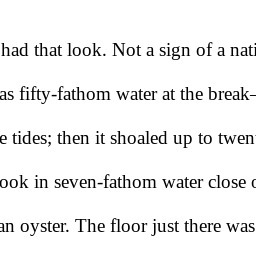 had that look. Not a sign of a nati
as fifty-fathom water at the break–
e tides; then it shoaled up to twen
ook in seven-fathom water close o
an oyster. The floor just there was